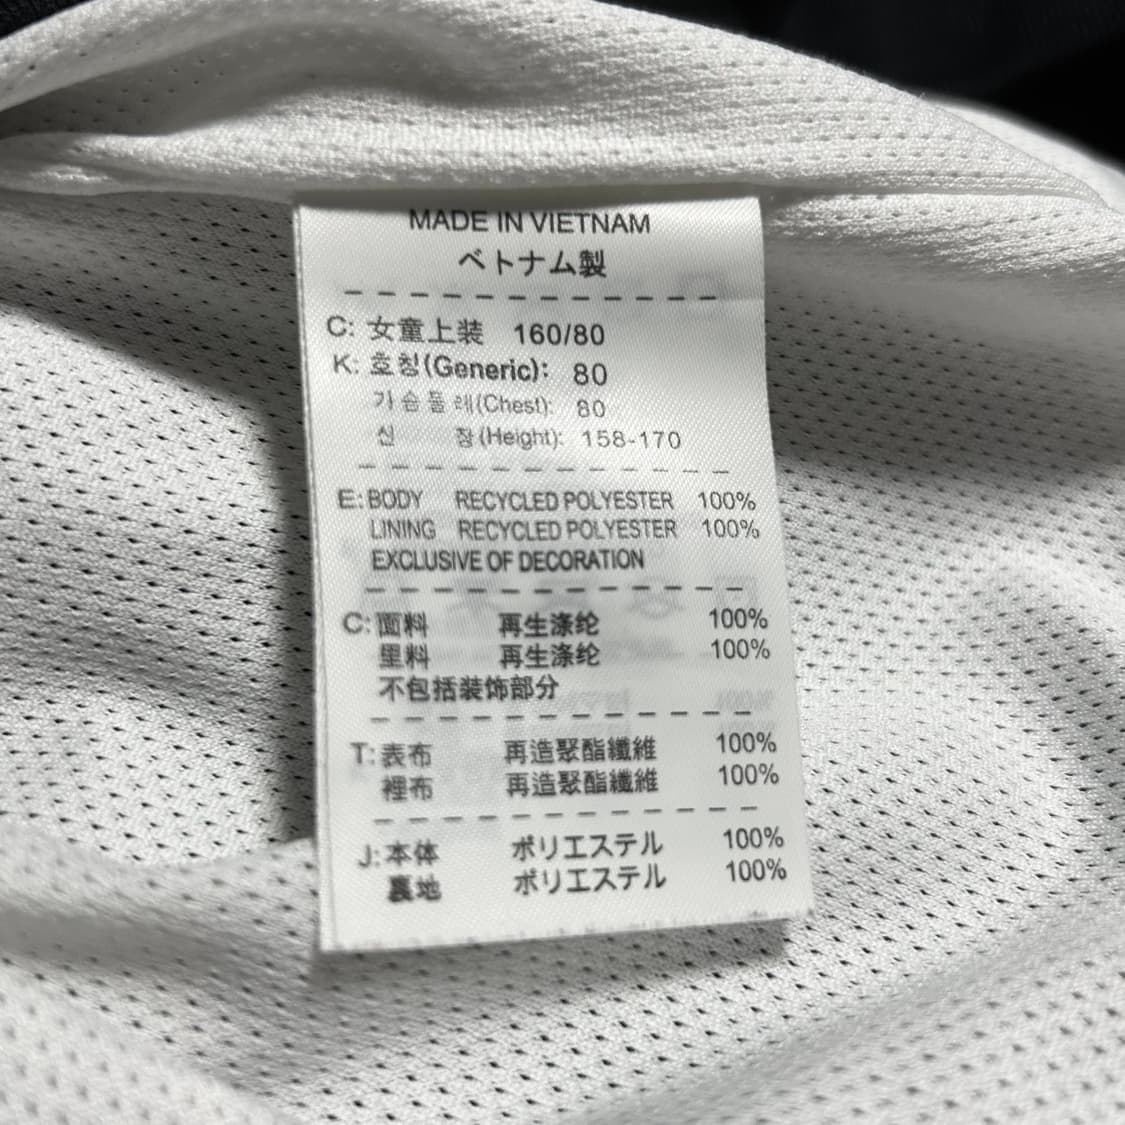 MADE IN VIETNAM
ベトナム製
C: 女童上装 160/80
K: 호칭(Generic): 80
가슴둘레(Chest): 80
신 장(Height): 158-170
E: BODY RECYCLED POLYESTER 100%
LINING RECYCLED POLYESTER 100%
EXCLUSIVE OF DECORATION
C: 面料 再生涤纶 100%
里料 再生涤纶 100%
不包括装饰部分
T: 表布 再造聚酯纖維 100%
裡布 再造聚酯纖維 100%
J: 本体 ポリエステル 100%
裏地 ポリエステル 100%